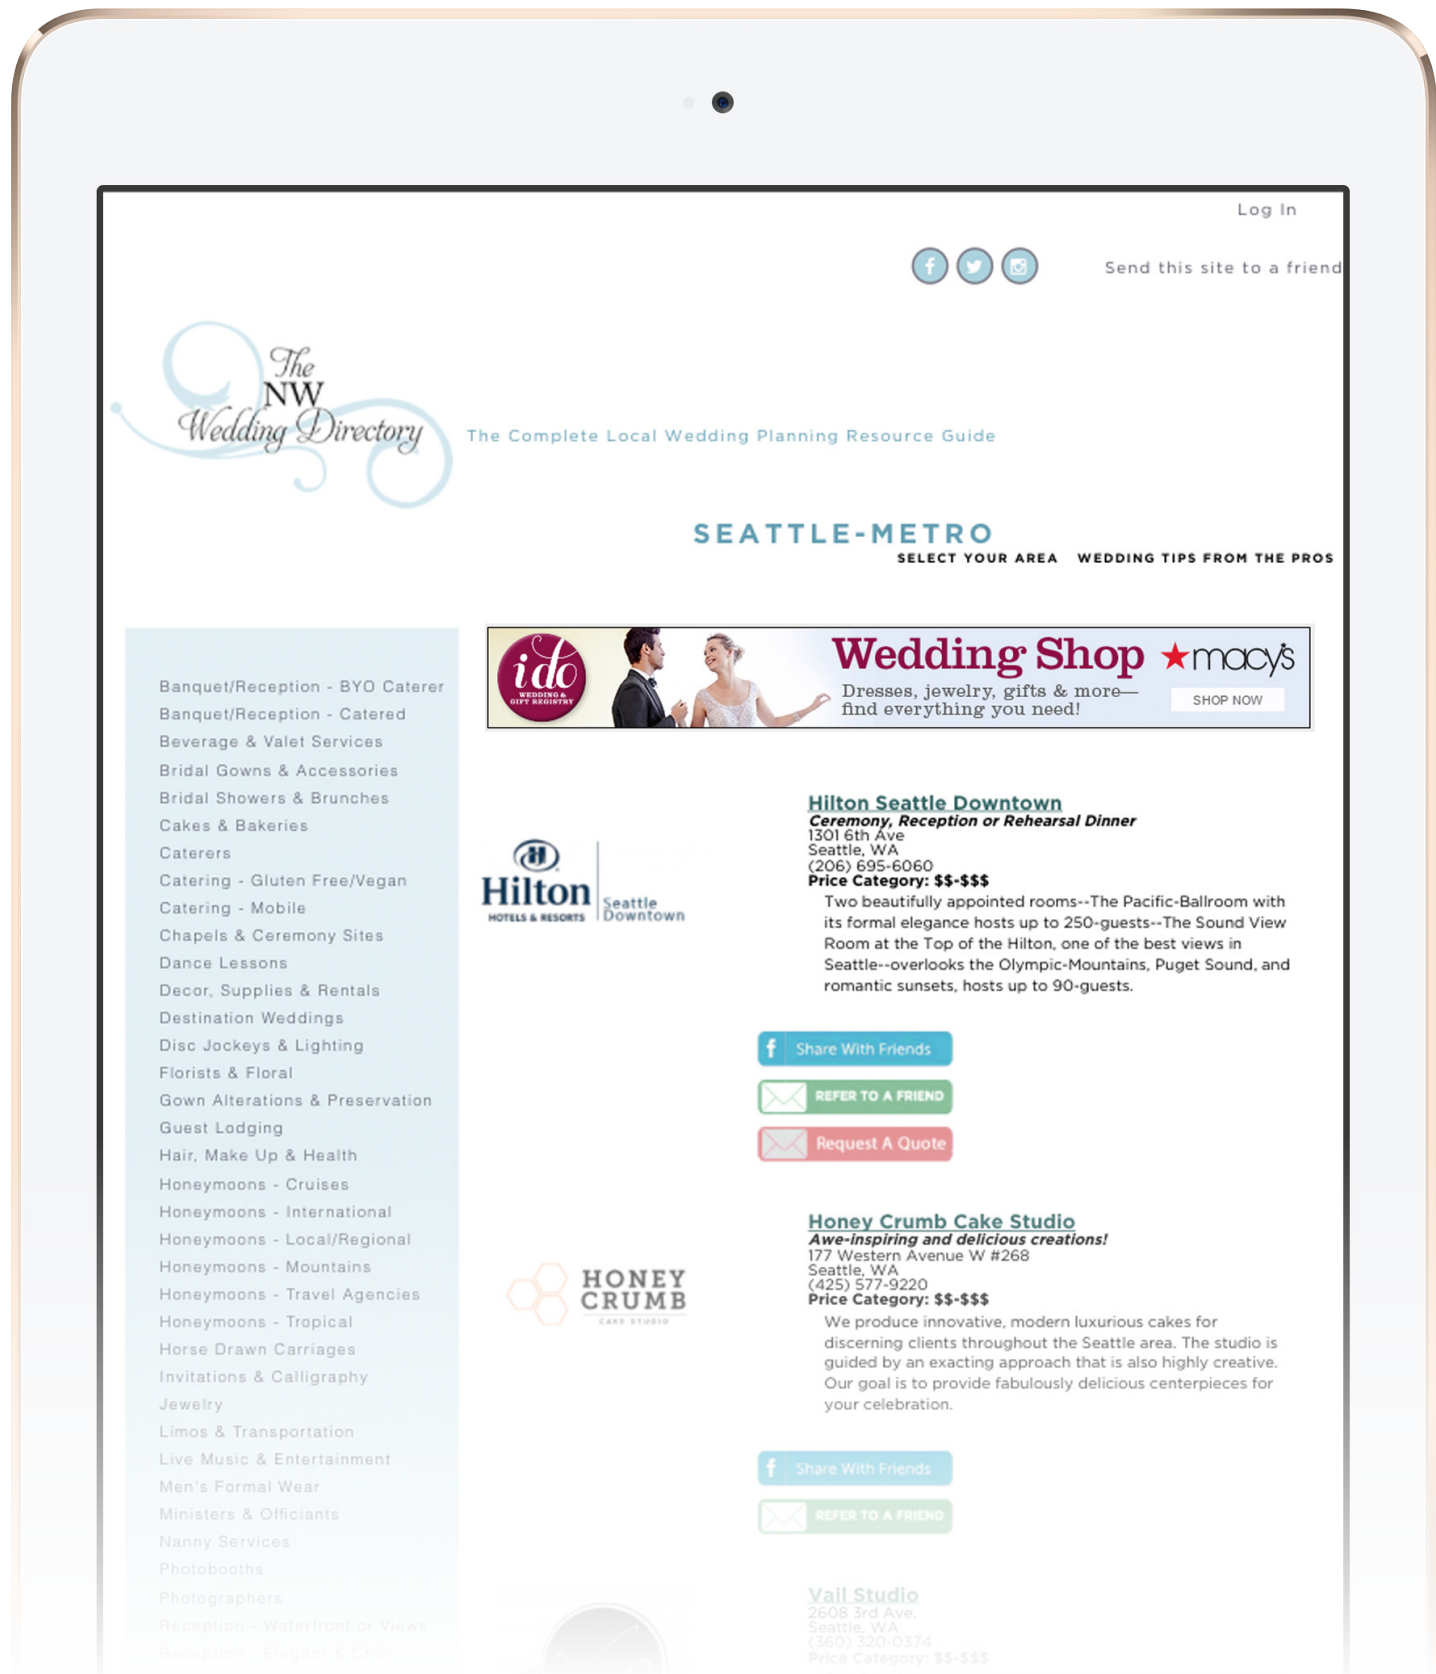 Log In
Send this site to a friend
The
NW
Wedding Directory
The Complete Local Wedding Planning Resource Guide
SEATTLE-METRO
SELECT YOUR AREA WEDDING TIPS FROM THE PROS
Banquet/Reception - BYO Caterer
Banquet/Reception - Catered
Beverage & Valet Services
Bridal Gowns & Accessories
Bridal Showers & Brunches
Cakes & Bakeries
Caterers
Catering - Gluten Free/Vegan
Catering - Mobile
Chapels & Ceremony Sites
Dance Lessons
Decor, Supplies & Rentals
Destination Weddings
Disc Jockeys & Lighting
Florists & Floral
Gown Alterations & Preservation
Guest Lodging
Hair, Make Up & Health
Honeymoons - Cruises
Honeymoons - International
Honeymoons - Local/Regional
Honeymoons - Mountains
Honeymoons - Travel Agencies
Honeymoons - Tropical
Horse Drawn Carriages
Invitations & Calligraphy
Jewelry
Limos & Transportation
Live Music & Entertainment
Men's Formal Wear
Ministers & Officiants
Nanny Services
Photobooths
Photographers
Reception - Waterfront or Views
Reception - Elegant & Chic
i do
WEDDING &
GIFT REGISTRY
Wedding Shop
Dresses, jewelry, gifts & more—
find everything you need!
macy's
SHOP NOW
H
Hilton
HOTELS & RESORTS
Seattle
Downtown
Hilton Seattle Downtown
Ceremony, Reception or Rehearsal Dinner
1301 6th Ave
Seattle, WA
(206) 695-6060
Price Category: $$-$$$
Two beautifully appointed rooms--The Pacific-Ballroom with
its formal elegance hosts up to 250-guests--The Sound View
Room at the Top of the Hilton, one of the best views in
Seattle--overlooks the Olympic-Mountains, Puget Sound, and
romantic sunsets, hosts up to 90-guests.
Share With Friends
REFER TO A FRIEND
Request A Quote
HONEY
CRUMB
CAKE STUDIO
Honey Crumb Cake Studio
Awe-inspiring and delicious creations!
177 Western Avenue W #268
Seattle, WA
(425) 577-9220
Price Category: $$-$$$
We produce innovative, modern luxurious cakes for
discerning clients throughout the Seattle area. The studio is
guided by an exacting approach that is also highly creative.
Our goal is to provide fabulously delicious centerpieces for
your celebration.
Share With Friends
REFER TO A FRIEND
Vail Studio
2608 3rd Ave.
Seattle, WA
(360) 320-0374
Price Category: $$-$$$